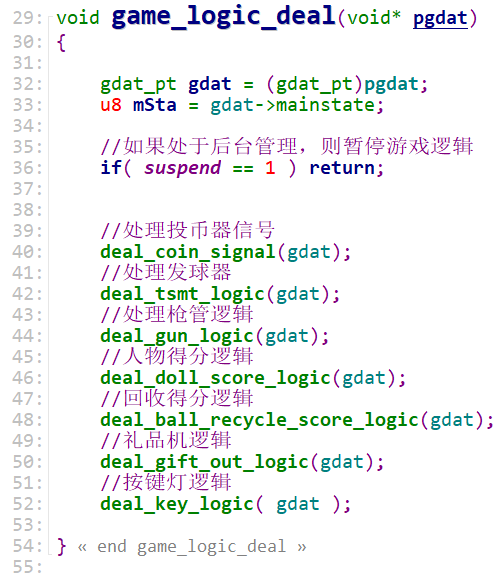 29: void game_logic_deal(void* pgdat)
30: {
31:
32: gdat_pt gdat = (gdat_pt)pgdat;
33: u8 mSta = gdat->mainstate;
34:
35: //如果处于后台管理，则暂停游戏逻辑
36: if( suspend == 1 ) return;
37:
38:
39: //处理投币器信号
40: deal_coin_signal(gdat);
41: //处理发球器
42: deal_tsmt_logic(gdat);
43: //处理枪管逻辑
44: deal_gun_logic(gdat);
45: //人物得分逻辑
46: deal_doll_score_logic(gdat);
47: //回收得分逻辑
48: deal_ball_recycle_score_logic(gdat);
49: //礼品机逻辑
50: deal_gift_out_logic(gdat);
51: //按键灯逻辑
52: deal_key_logic( gdat );
53:
54: } « end game_logic_deal »
55: